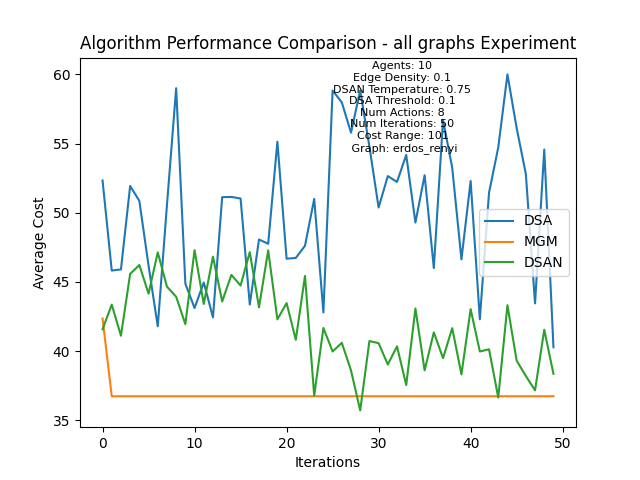 Algorithm Performance Comparison - all graphs Experiment
Agents: 10
Edge Density: 0.1
DSAN Temperature: 0.75
DSA Threshold: 0.1
Num Actions: 8
Num Iterations: 50
Cost Range: 101
Graph: erdos_renyi
60
55
50
45
40
35
Average Cost
DSA
MGM
DSAN
0
10
20
30
40
50
Iterations